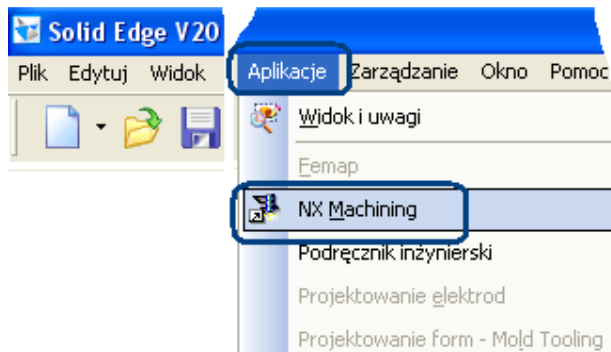 Solid Edge V20
Plik Edytuj Widok Aplikacje Zarządzanie Okno Pomoc
Widok i uwagi
Femap
NX Machining
Podręcznik inżynierski
Projektowanie elektrod
Projektowanie form - Mold Tooling